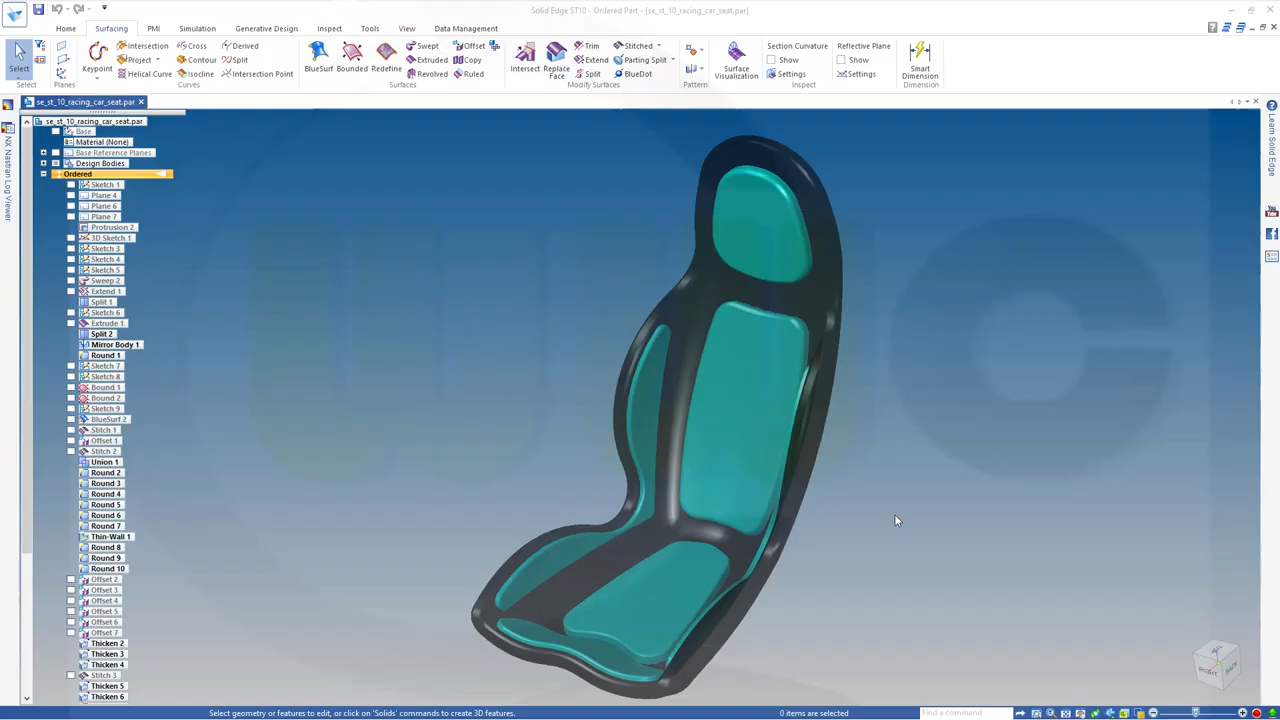 Solid Edge ST10 - Ordered Part - [se_st_10_racing_car_seat.par]
Home Surfacing PMI Simulation Generative Design Inspect Tools View Data Management
Intersection Cross Derived Swept Offset Trim Stitched Section Curvature Reflective Plane
Project Contour Split Extruded Copy Extend Parting Split Show Show
Select Keypoint Helical Curve Isocline Intersection Point BlueSurf Bounded Redefine Revolved Ruled Intersect Replace Face Split BlueDot Surface Visualization Settings Settings Smart Dimension
Select Planes Curves Surfaces Modify Surfaces Pattern Inspect Dimension
se_st_10_racing_car_seat.par
se_st_10_racing_car_seat.par
Base
Material (None)
Base Reference Planes
Design Bodies
Ordered
Sketch 1
Plane 4
Plane 6
Plane 7
Protrusion 2
3D Sketch 1
Sketch 3
Sketch 4
Sketch 5
Sweep 2
Extend 1
Split 1
Sketch 6
Extrude 1
Split 2
Mirror Body 1
Round 1
Sketch 7
Sketch 8
Bound 1
Bound 2
Sketch 9
BlueSurf 2
Stitch 1
Offset 1
Stitch 2
Union 1
Round 2
Round 3
Round 4
Round 5
Round 6
Round 7
Thin-Wall 1
Round 8
Round 9
Round 10
Offset 2
Offset 3
Offset 4
Offset 5
Offset 6
Offset 7
Thicken 2
Thicken 3
Thicken 4
Stitch 3
Thicken 5
Thicken 6
NX Nastran Log Viewer
Learn Solid Edge
RIGHT BACK
Select geometry or features to edit, or click on 'Solids' commands to create 3D features.
0 items are selected
Find a command